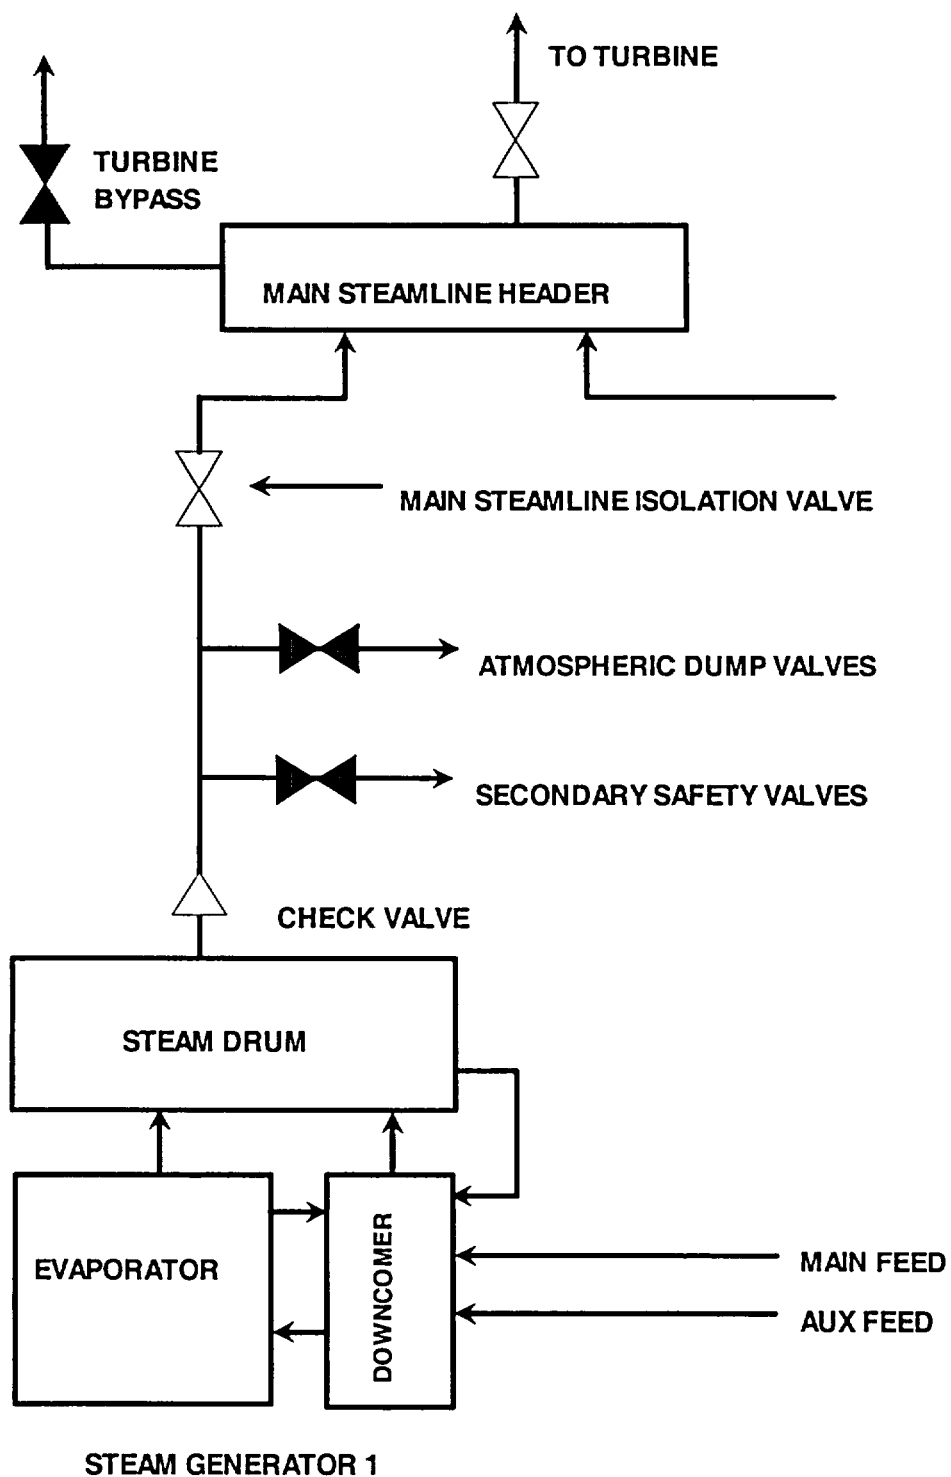 TO TURBINE
TURBINE
BYPASS
MAIN STEAMLINE HEADER
MAIN STEAMLINE ISOLATION VALVE
ATMOSPHERIC DUMP VALVES
SECONDARY SAFETY VALVES
CHECK VALVE
STEAM DRUM
EVAPORATOR
DOWNCOMER
MAIN FEED
AUX FEED
STEAM GENERATOR 1